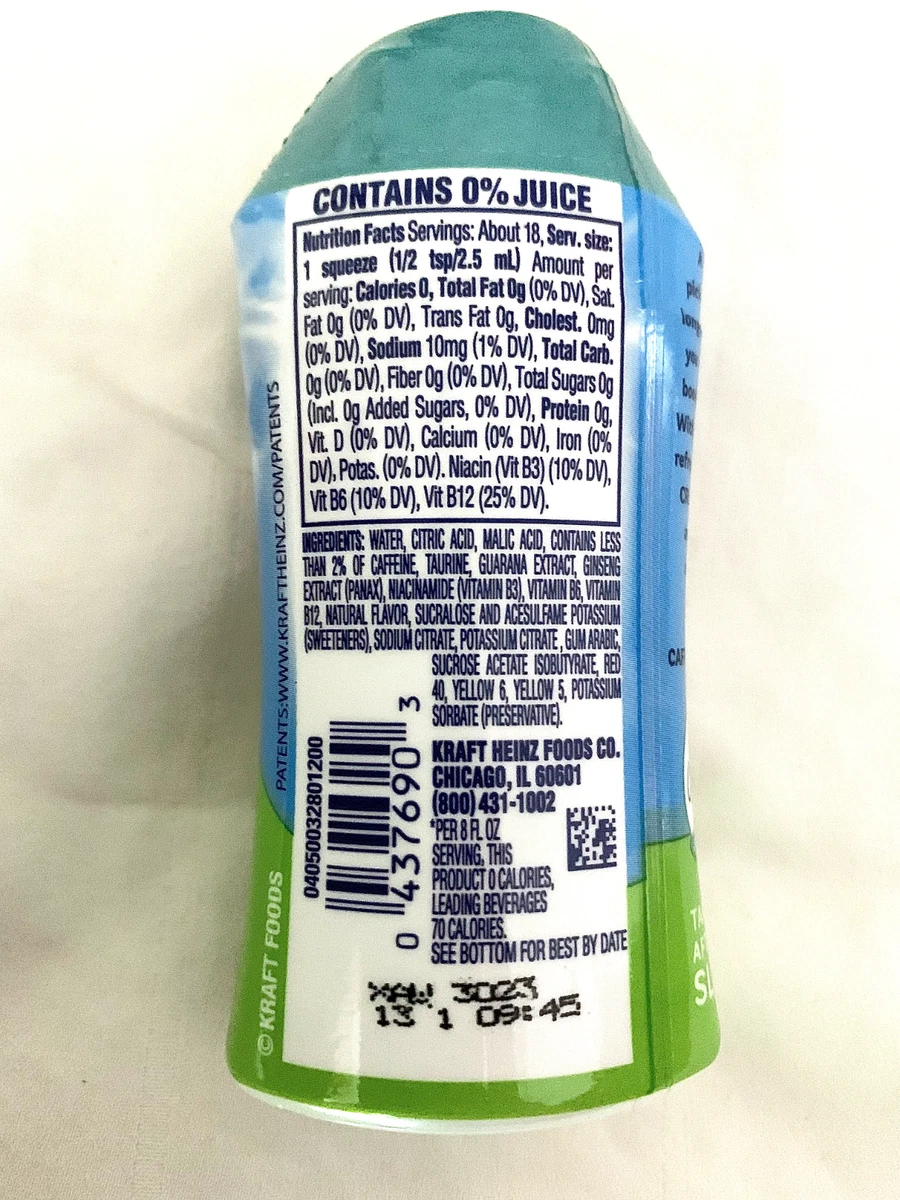 CONTAINS 0% JUICE
Nutrition Facts Servings: About 18, Serv. size:
1 squeeze (1/2 tsp/2.5 mL) Amount per
serving: Calories 0, Total Fat 0g (0% DV), Sat.
Fat 0g (0% DV), Trans Fat 0g, Cholest. 0mg
(0% DV), Sodium 10mg (1% DV), Total Carb.
0g (0% DV), Fiber 0g (0% DV), Total Sugars 0g
(Incl. 0g Added Sugars, 0% DV), Protein 0g,
Vit. D (0% DV), Calcium (0% DV), Iron (0%
DV), Potas. (0% DV). Niacin (Vit B3) (10% DV),
Vit B6 (10% DV), Vit B12 (25% DV).
INGREDIENTS: WATER, CITRIC ACID, MALIC ACID, CONTAINS LESS
THAN 2% OF CAFFEINE, TAURINE, GUARANA EXTRACT, GINSENG
EXTRACT (PANAX), NIACINAMIDE (VITAMIN B3), VITAMIN B6, VITAMIN
B12, NATURAL FLAVOR, SUCRALOSE AND ACESULFAME POTASSIUM
(SWEETENERS), SODIUM CITRATE, POTASSIUM CITRATE, GUM ARABIC,
SUCROSE ACETATE ISOBUTYRATE, RED
40, YELLOW 6, YELLOW 5, POTASSIUM
SORBATE (PRESERVATIVE).
KRAFT HEINZ FOODS CO.
CHICAGO, IL 60601
(800) 431-1002
*PER 8 FL OZ
SERVING, THIS
PRODUCT 0 CALORIES,
LEADING BEVERAGES
70 CALORIES.
SEE BOTTOM FOR BEST BY DATE
04050032801200
0 437690 3
XAW 3023
13 1 09:45
PATENTS:WWW.KRAFTHEINZ.COM/PATENTS
© KRAFT FOODS